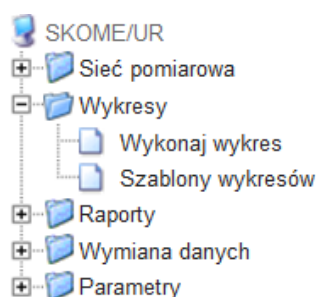 SKOME/UR
Sieć pomiarowa
Wykresy
Wykonaj wykres
Szablony wykresów
Raporty
Wymiana danych
Parametry